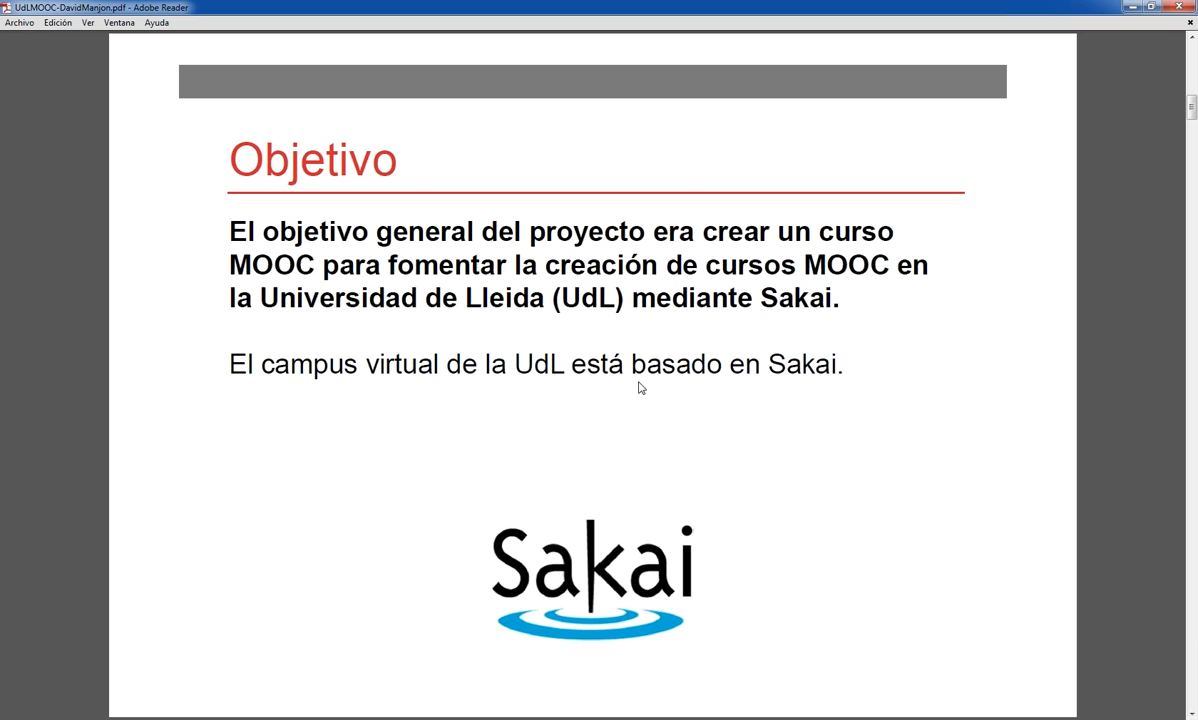 UdLMOOC-DavidManjon.pdf - Adobe Reader
Archivo Edición Ver Ventana Ayuda
Objetivo
El objetivo general del proyecto era crear un curso
MOOC para fomentar la creación de cursos MOOC en
la Universidad de Lleida (UdL) mediante Sakai.
El campus virtual de la UdL está basado en Sakai.
Sakai